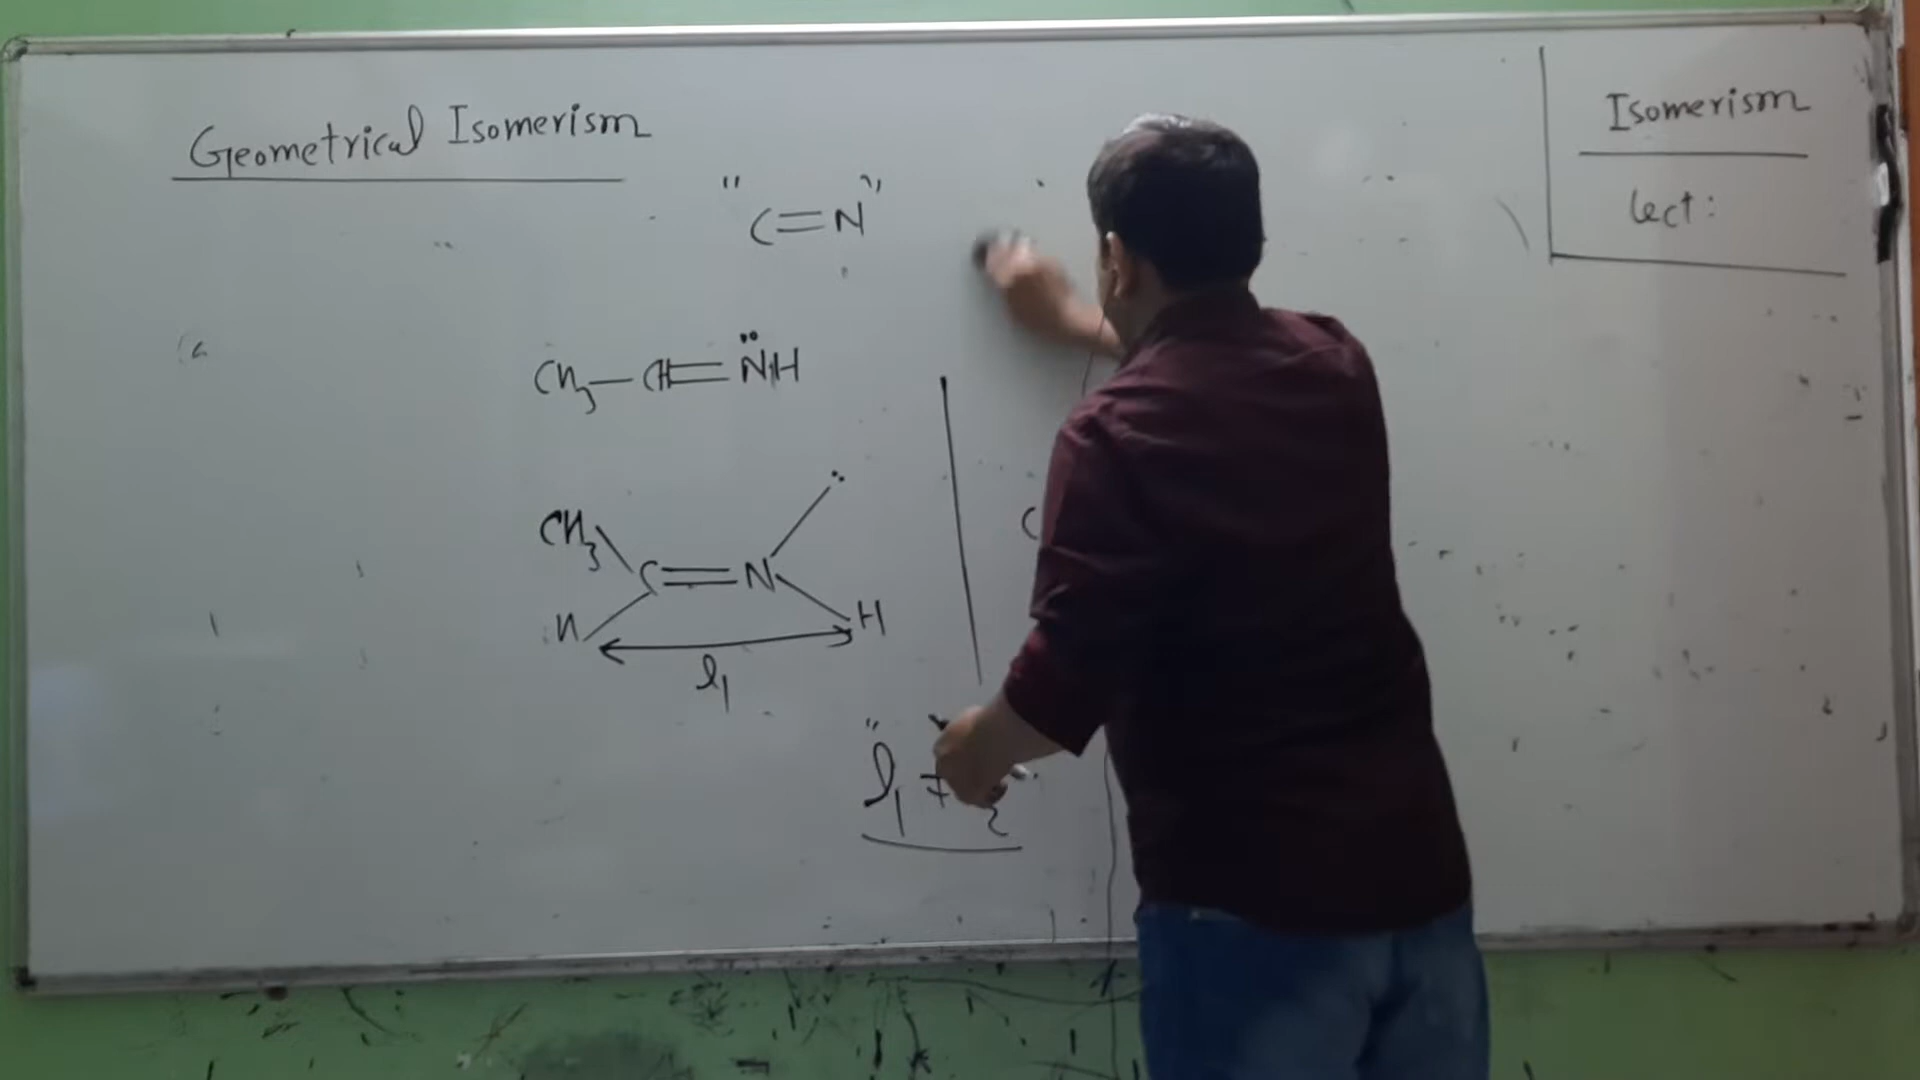 Geometrical Isomerism
Isomerism
Lect:
"C=N"
CH3—CH=N̈H
CH3
C=N
:
H
H
l1
l1 ≠